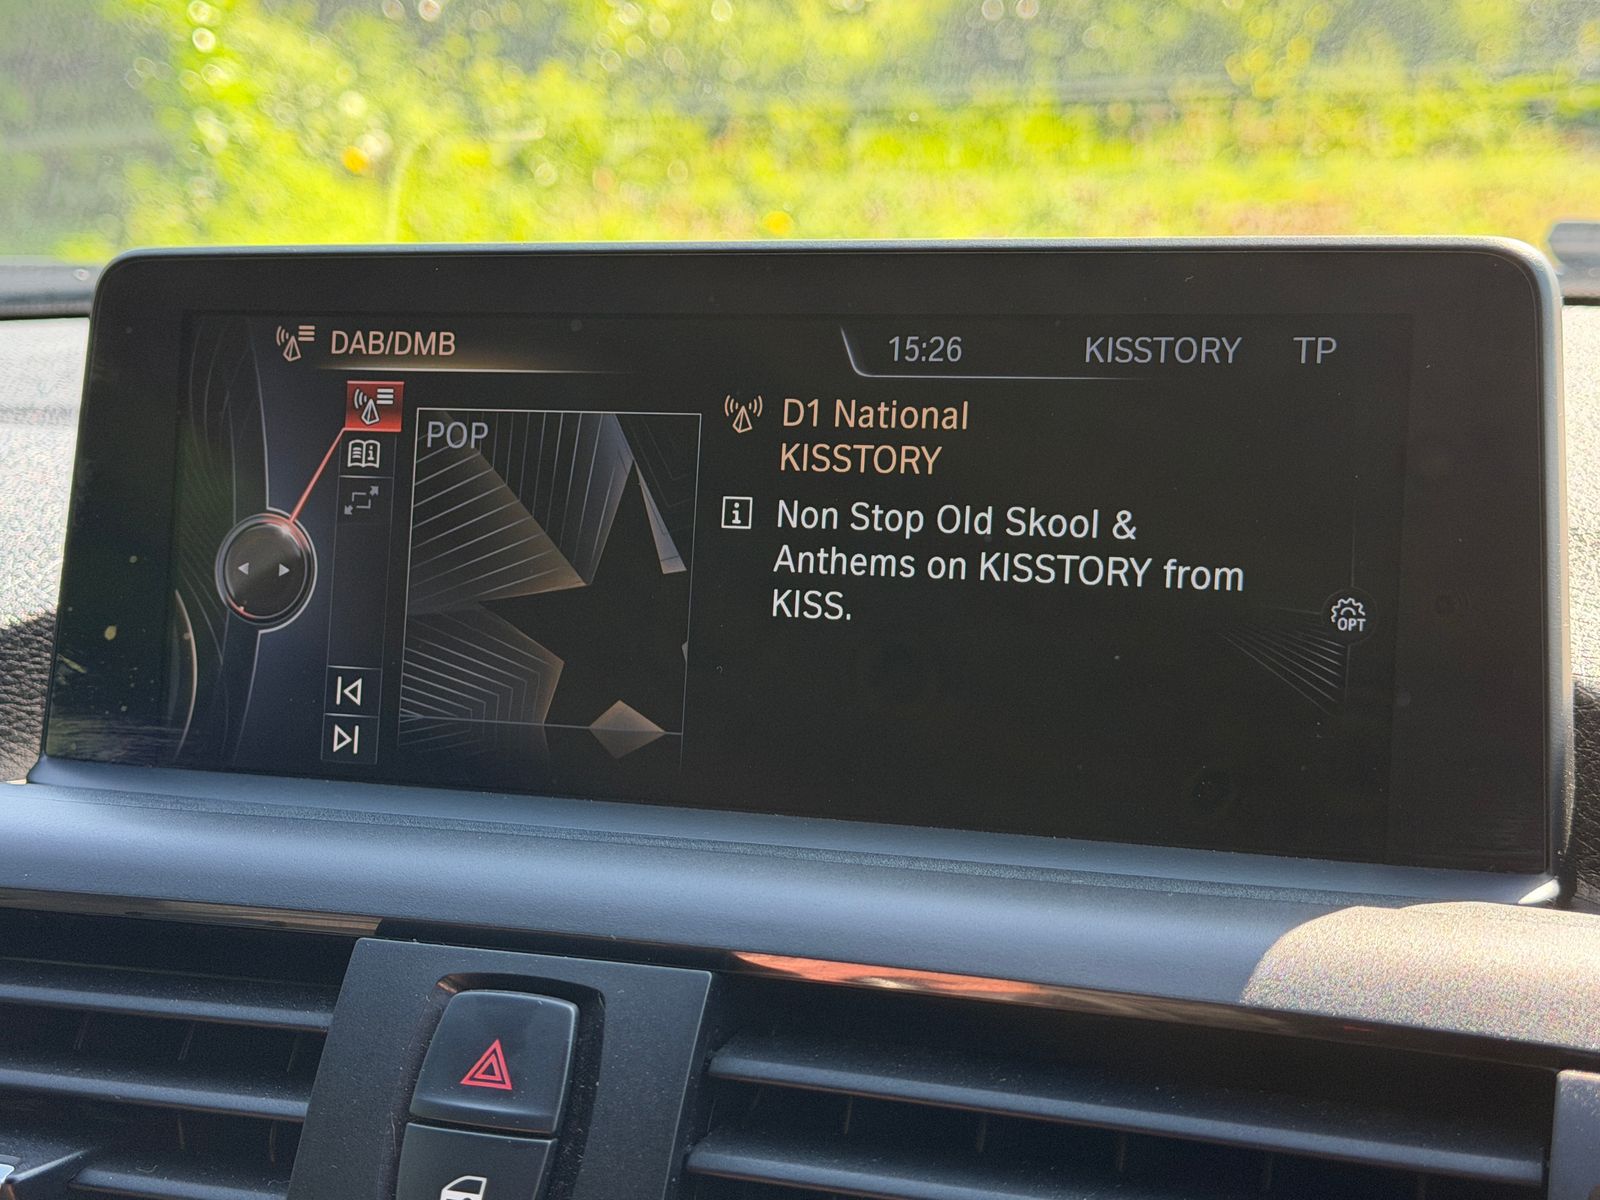 DAB/DMB
15:26
KISSTORY
TP
POP
D1 National
KISSTORY
Non Stop Old Skool &
Anthems on KISSTORY from
KISS.
OPT